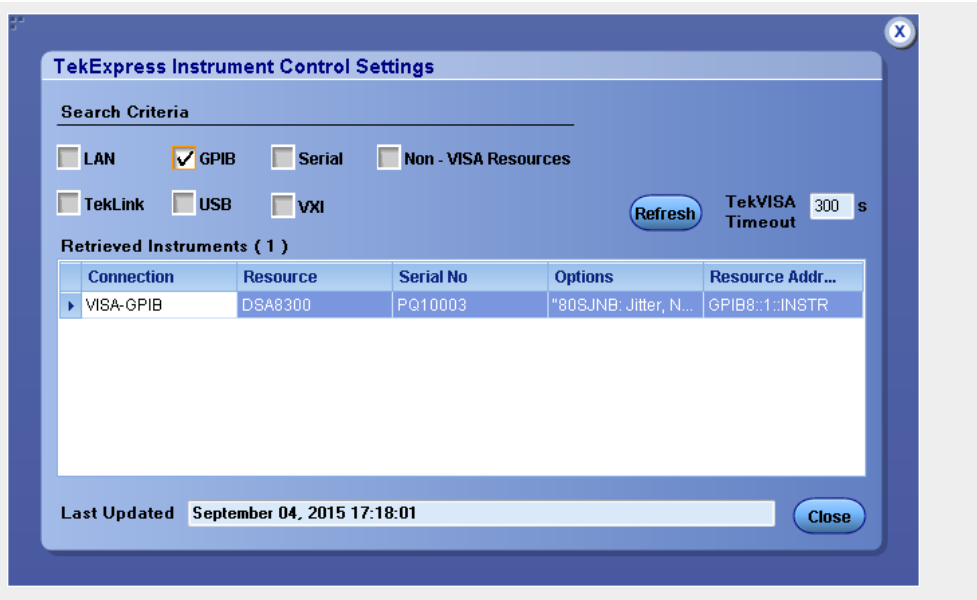 X
TekExpress Instrument Control Settings
Search Criteria
LAN GPIB Serial Non - VISA Resources
TekLink USB VXI
Refresh TekVISA Timeout 300 s
Retrieved Instruments ( 1 )
Connection Resource Serial No Options Resource Addr...
VISA-GPIB DSA8300 PQ10003 "80SJNB: Jitter, N... GPIB8::1::INSTR
Last Updated September 04, 2015 17:18:01 Close